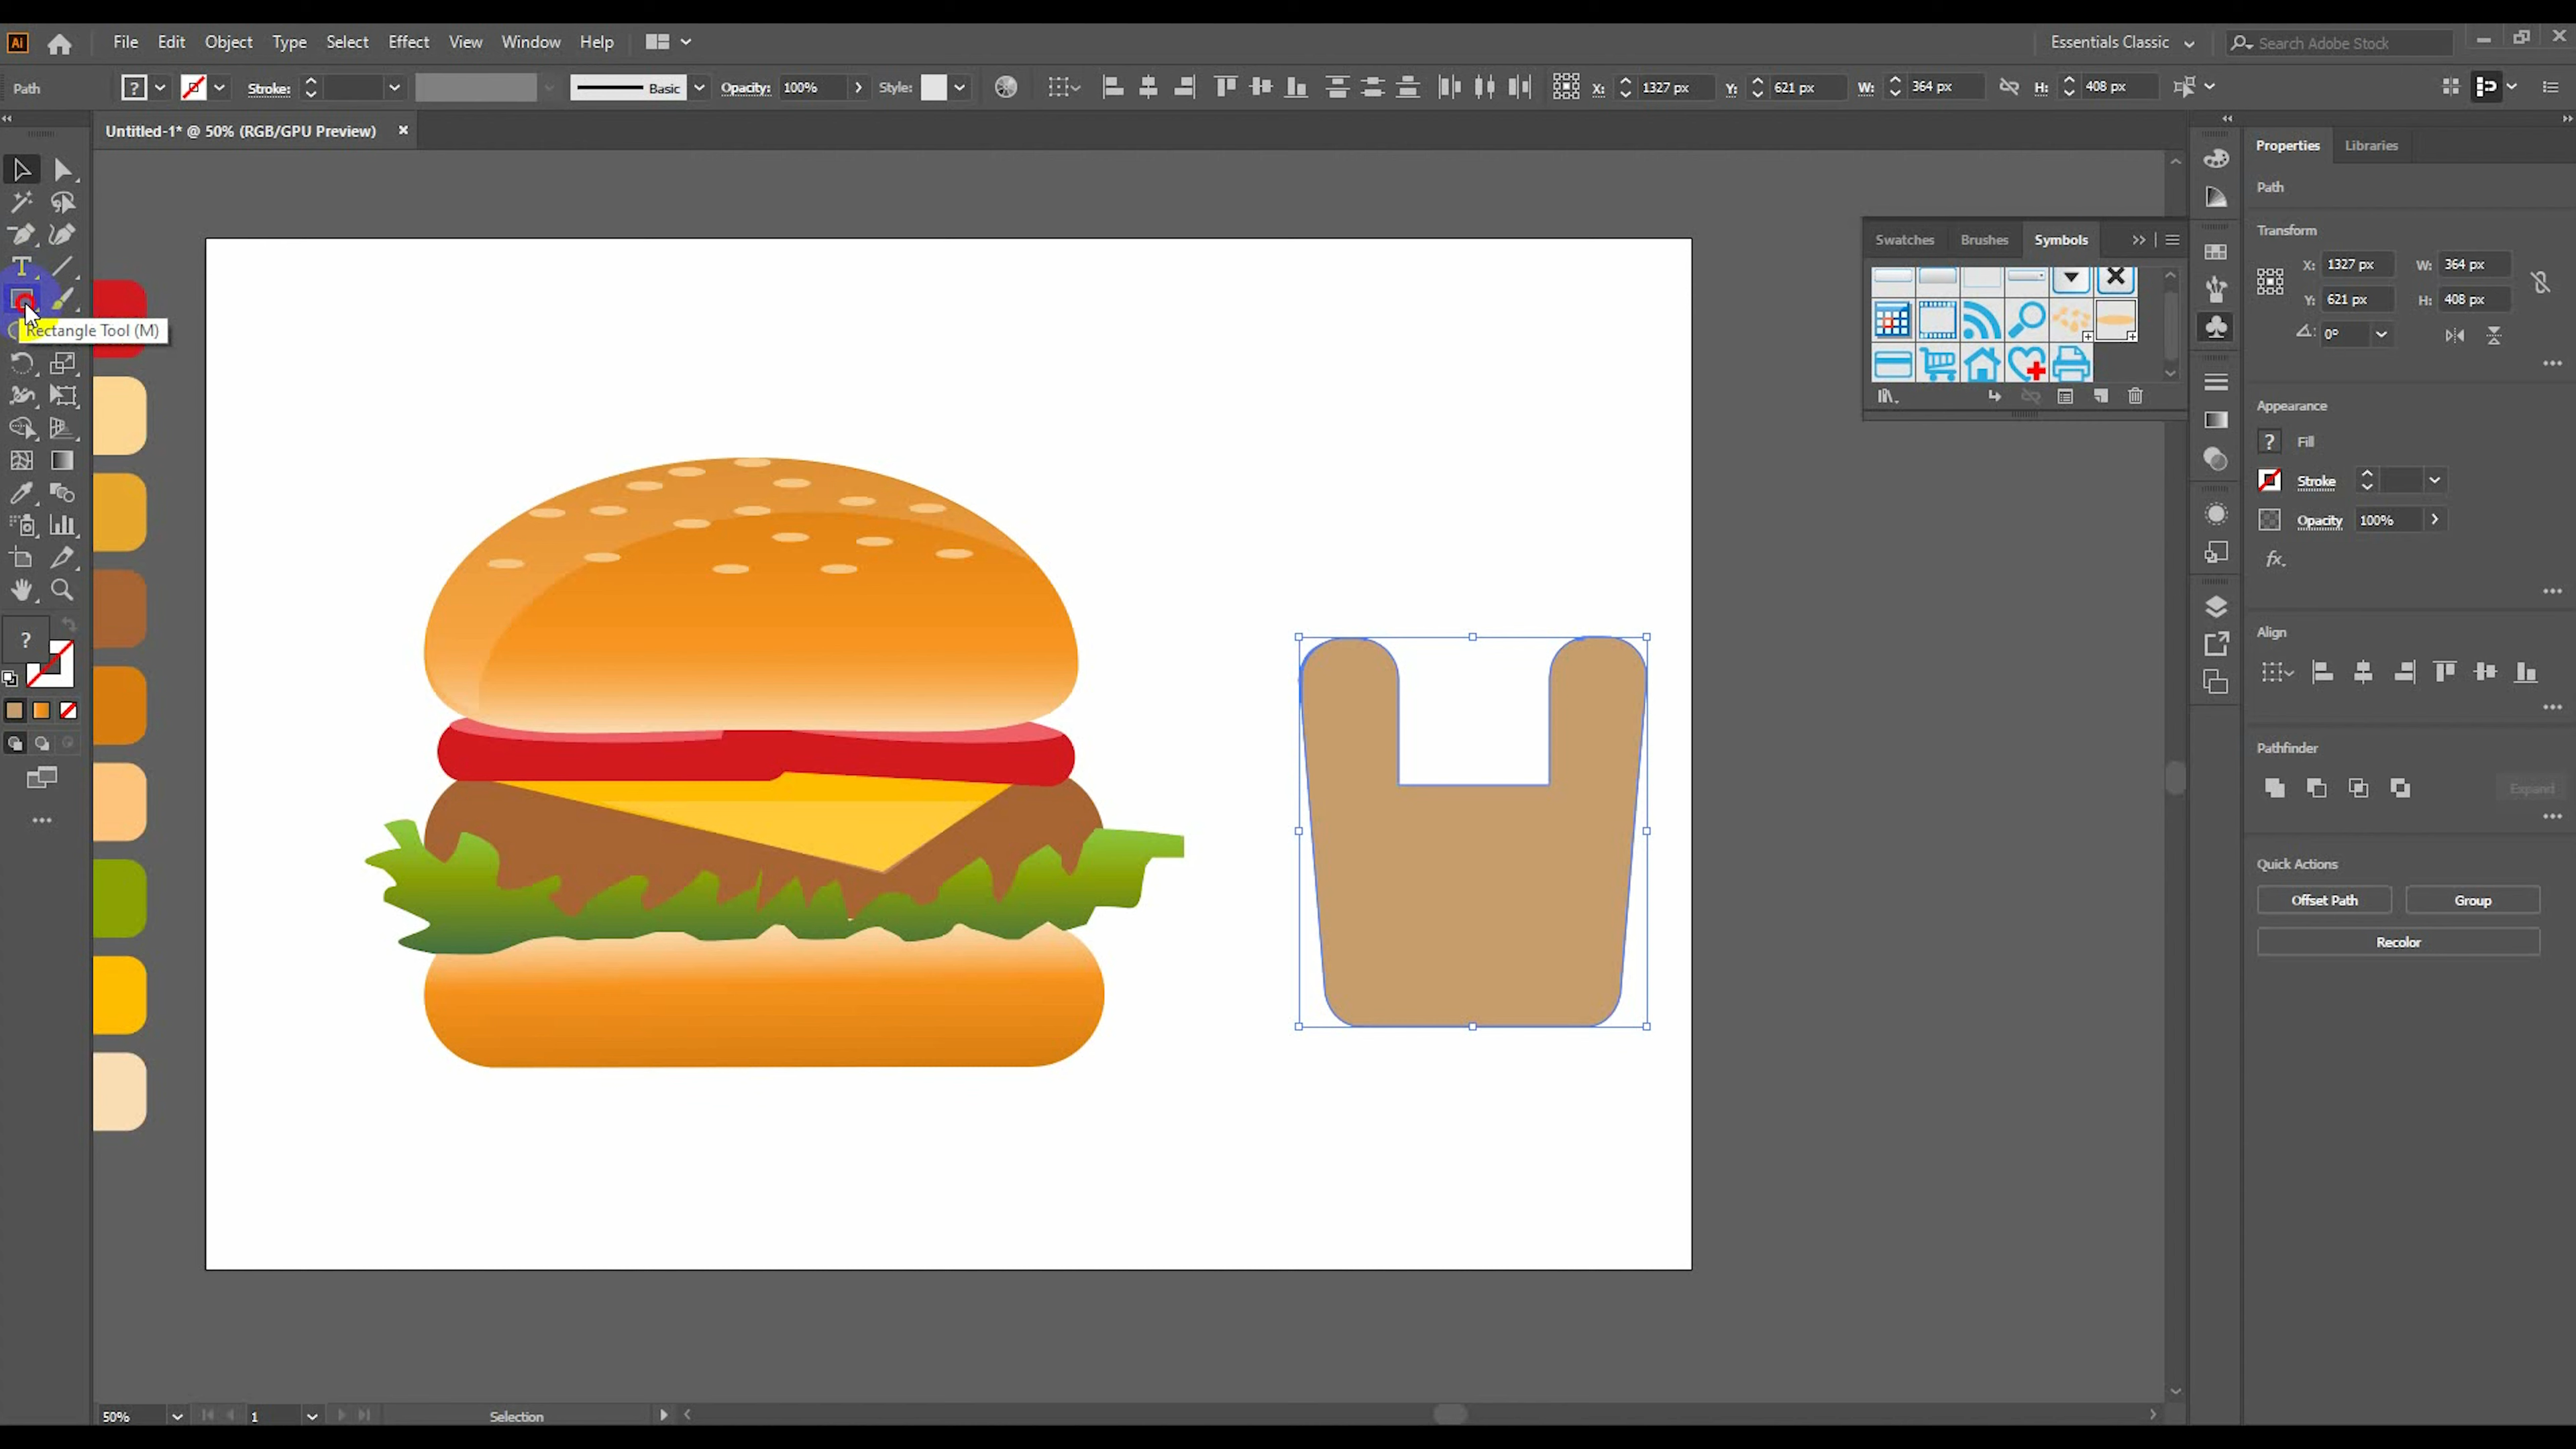 Ai File Edit Object Type Select Effect View Window Help Essentials Classic Search Adobe Stock
Path ? Stroke: Basic Opacity: 100% Style: X: 1327 px Y: 621 px W: 364 px H: 408 px
Untitled-1* @ 50% (RGB/GPU Preview)
Rectangle Tool (M)
?
Swatches Brushes Symbols
Properties Libraries
Path
Transform
X: 1327 px W: 364 px
Y: 621 px H: 408 px
0°
Appearance
? Fill
Stroke
Opacity 100%
fx.
Align
Pathfinder
Expand
Quick Actions
Offset Path Group
Recolor
50% 1 Selection